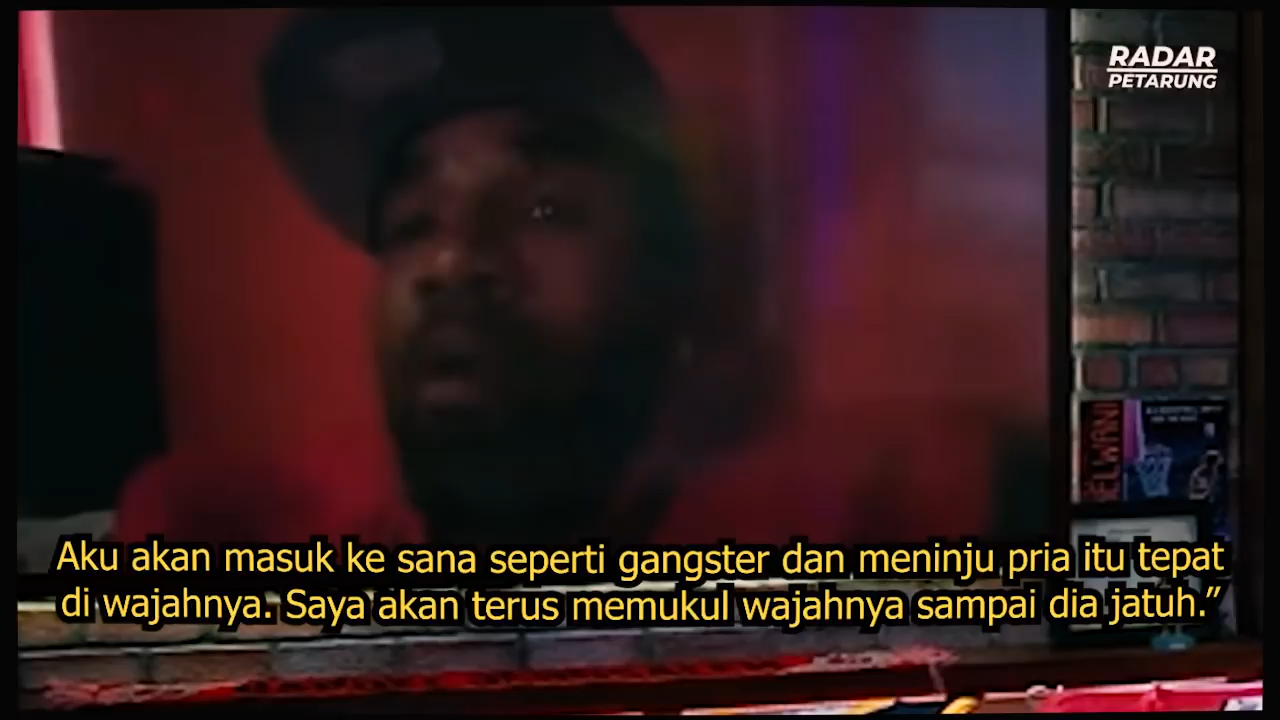 RADAR
PETARUNG
ELWANI
Aku akan masuk ke sana seperti gangster dan meninju pria itu tepat
di wajahnya. Saya akan terus memukul wajahnya sampai dia jatuh.”